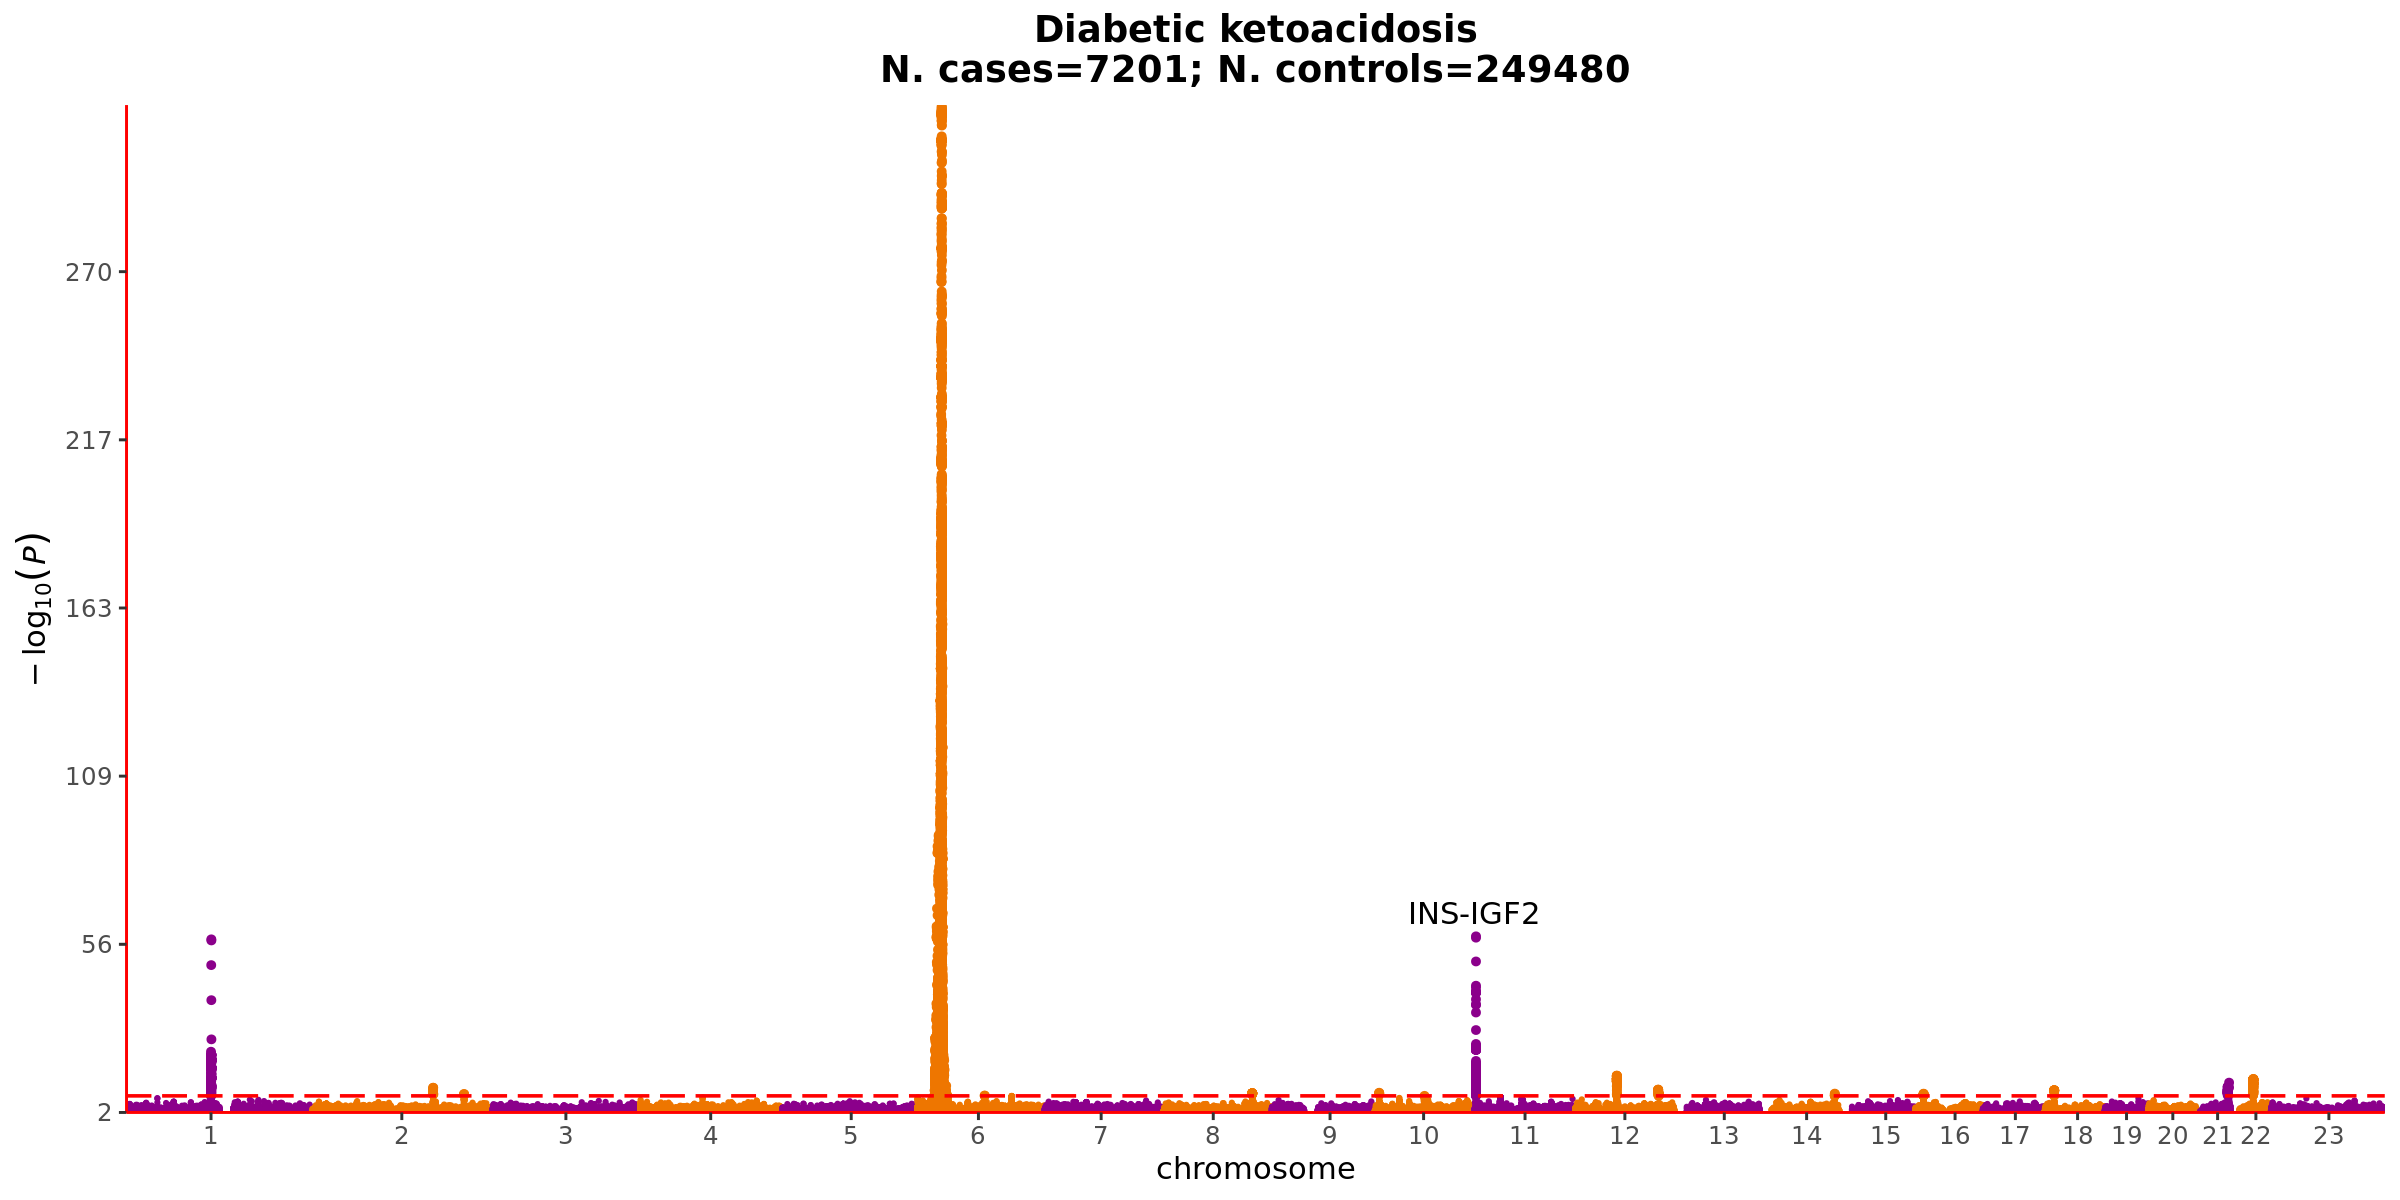 Diabetic ketoacidosis
N. cases=7201; N. controls=249480
−log₁₀(P)
270
217
163
109
56
2
INS-IGF2
1 2 3 4 5 6 7 8 9 10 11 12 13 14 15 16 17 18 19 20 21 22 23
chromosome